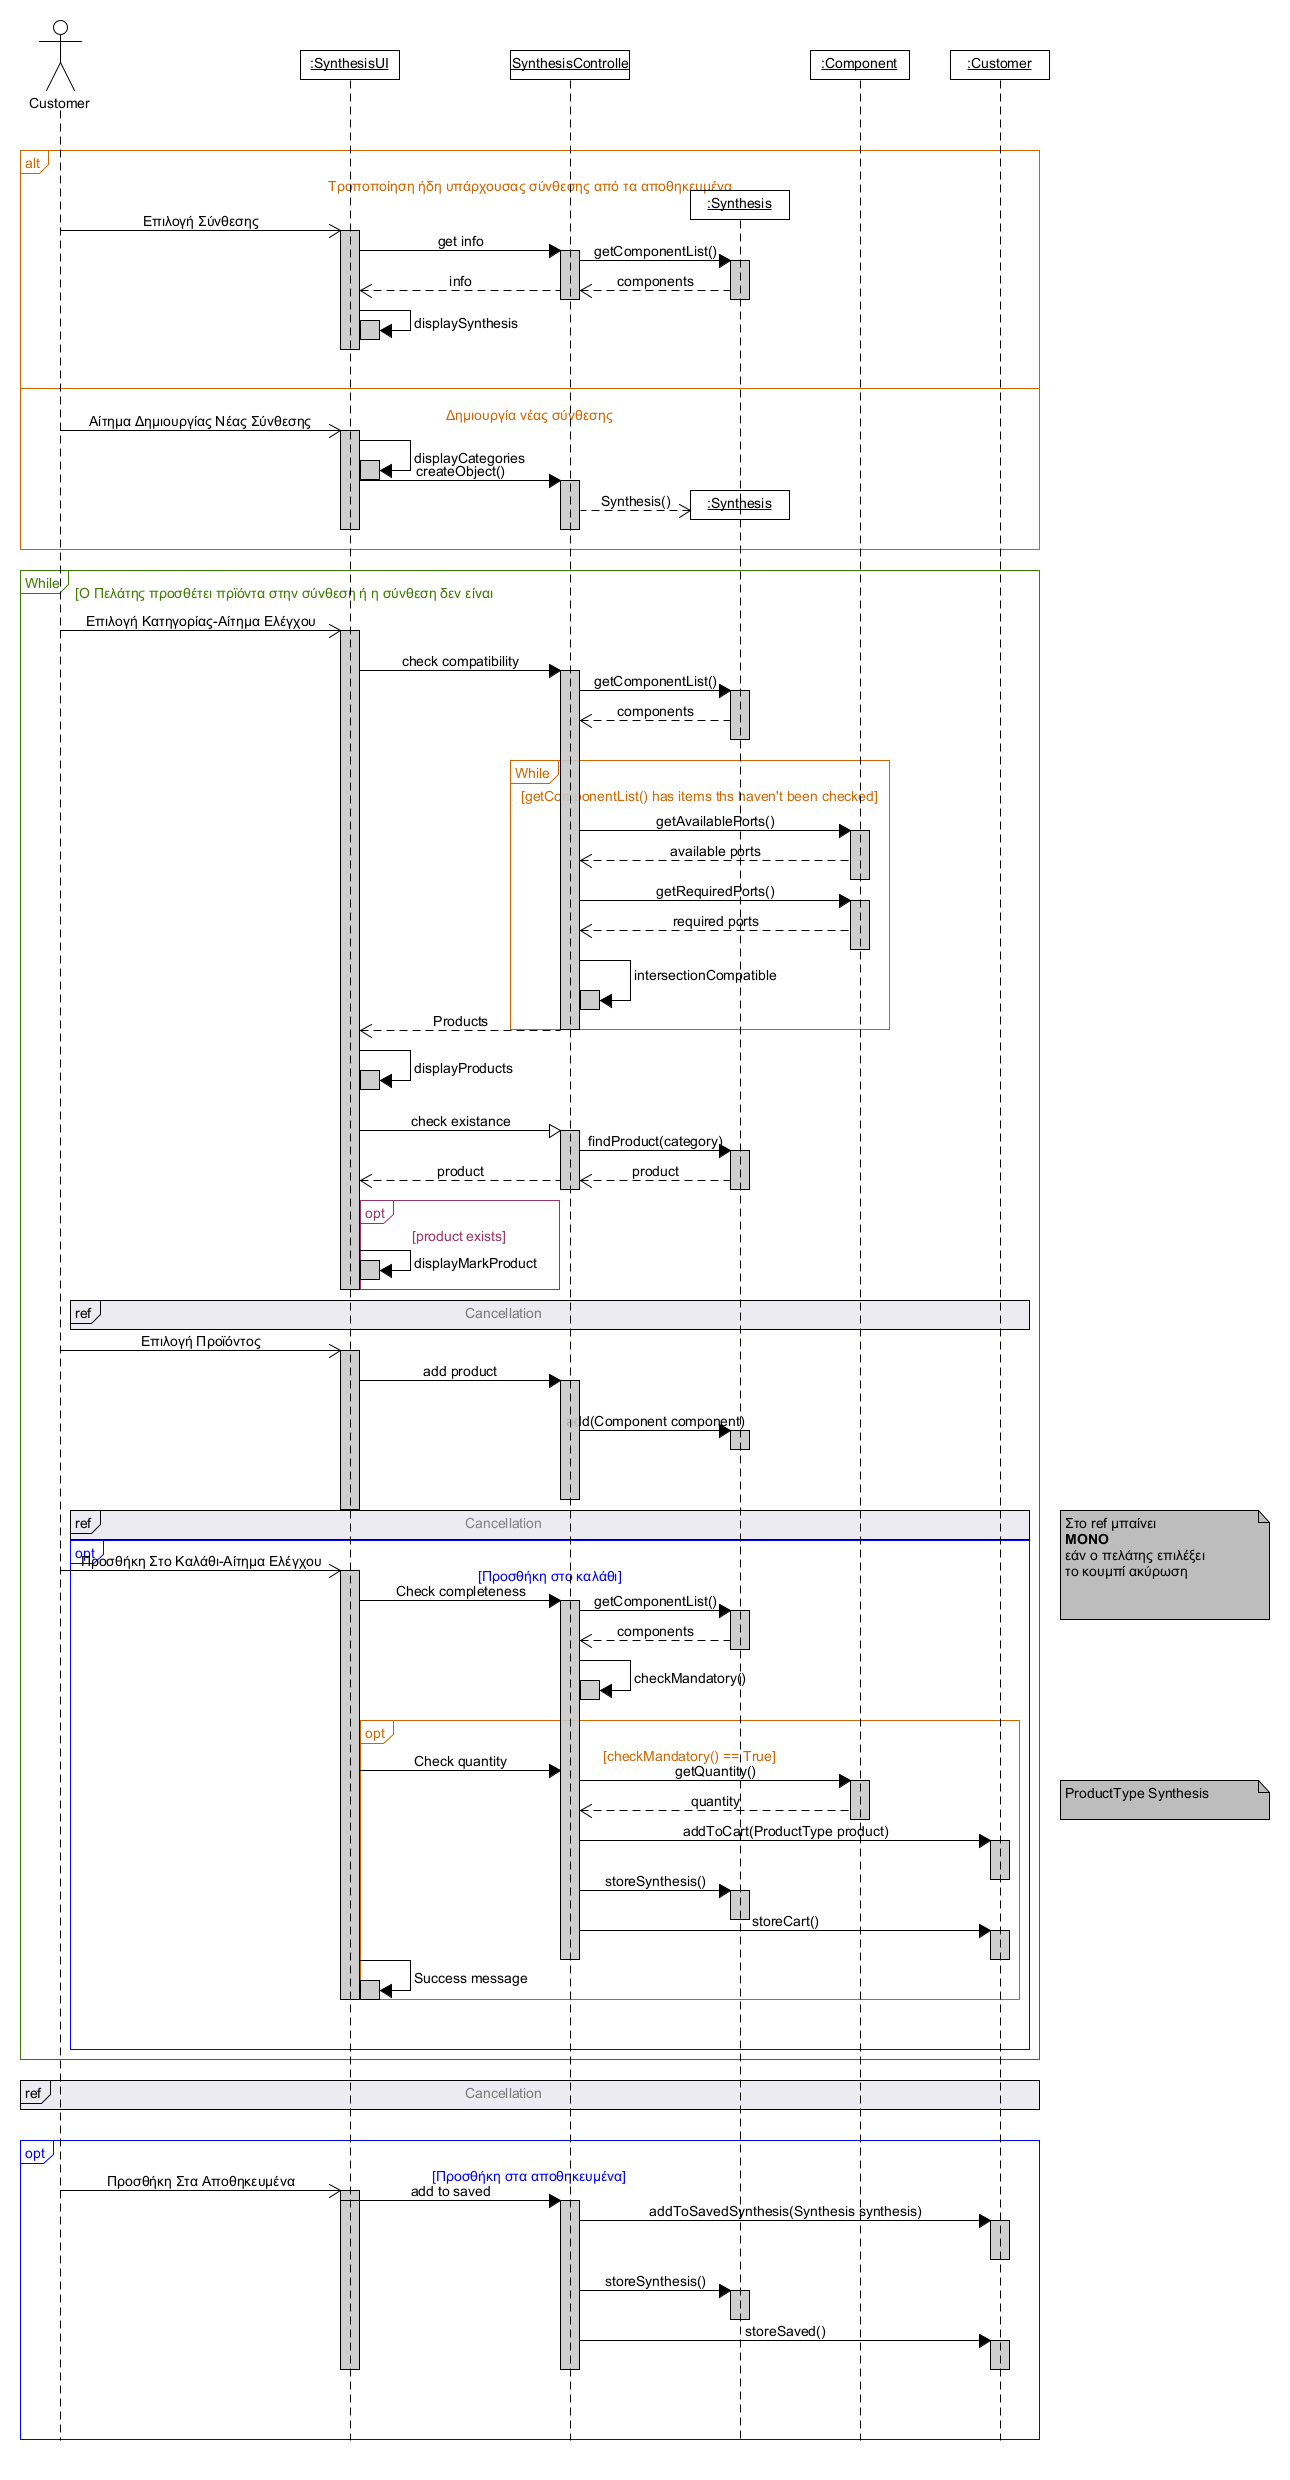 Customer
:SynthesisUI
SynthesisControlle
:Component
:Customer
alt
Τροποποίηση ήδη υπάρχουσας σύνθεσης από τα αποθηκευμένα
:Synthesis
Επιλογή Σύνθεσης
get info
getComponentList()
info
components
displaySynthesis
Δημιουργία νέας σύνθεσης
Αίτημα Δημιουργίας Νέας Σύνθεσης
displayCategories
createObject()
Synthesis()
:Synthesis
While
[Ο Πελάτης προσθέτει πρϊόντα στην σύνθεση ή η σύνθεση δεν είναι
Επιλογή Κατηγορίας-Αίτημα Ελέγχου
check compatibility
getComponentList()
components
While
[getComponentList() has items ths haven't been checked]
getAvailablePorts()
available ports
getRequiredPorts()
required ports
intersectionCompatible
Products
displayProducts
check existance
findProduct(category)
product
product
opt
[product exists]
displayMarkProduct
ref
Cancellation
Επιλογή Προϊόντος
add product
add(Component component)
ref
Cancellation
Στο ref μπαίνει
ΜΟΝΟ
εάν ο πελάτης επιλέξει
το κουμπί ακύρωση
opt
Προσθήκη Στο Καλάθι-Αίτημα Ελέγχου
[Προσθήκη στο καλάθι]
Check completeness
getComponentList()
components
checkMandatory()
opt
[checkMandatory() == True]
Check quantity
getQuantity()
ProductType Synthesis
quantity
addToCart(ProductType product)
storeSynthesis()
storeCart()
Success message
ref
Cancellation
opt
[Προσθήκη στα αποθηκευμένα]
Προσθήκη Στα Αποθηκευμένα
add to saved
addToSavedSynthesis(Synthesis synthesis)
storeSynthesis()
storeSaved()